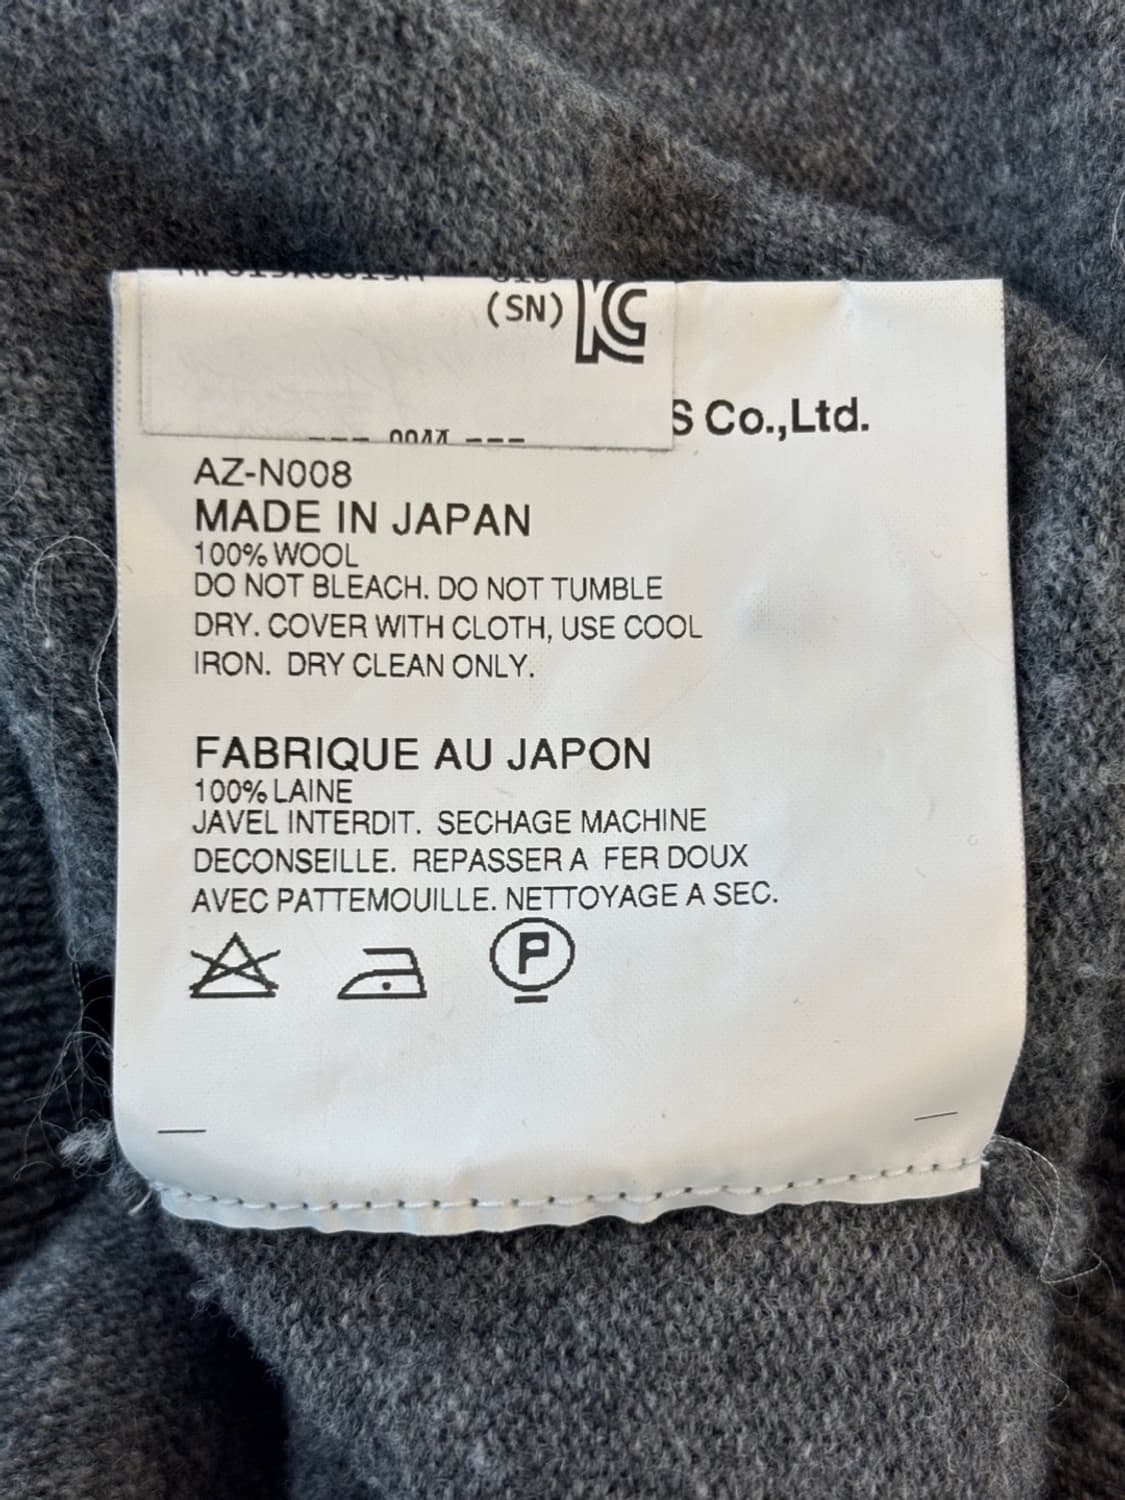 (SN) KC
S Co.,Ltd.
AZ-N008
MADE IN JAPAN
100% WOOL
DO NOT BLEACH. DO NOT TUMBLE
DRY. COVER WITH CLOTH, USE COOL
IRON. DRY CLEAN ONLY.
FABRIQUE AU JAPON
100% LAINE
JAVEL INTERDIT. SECHAGE MACHINE
DECONSEILLE. REPASSER A FER DOUX
AVEC PATTEMOUILLE. NETTOYAGE A SEC.
P